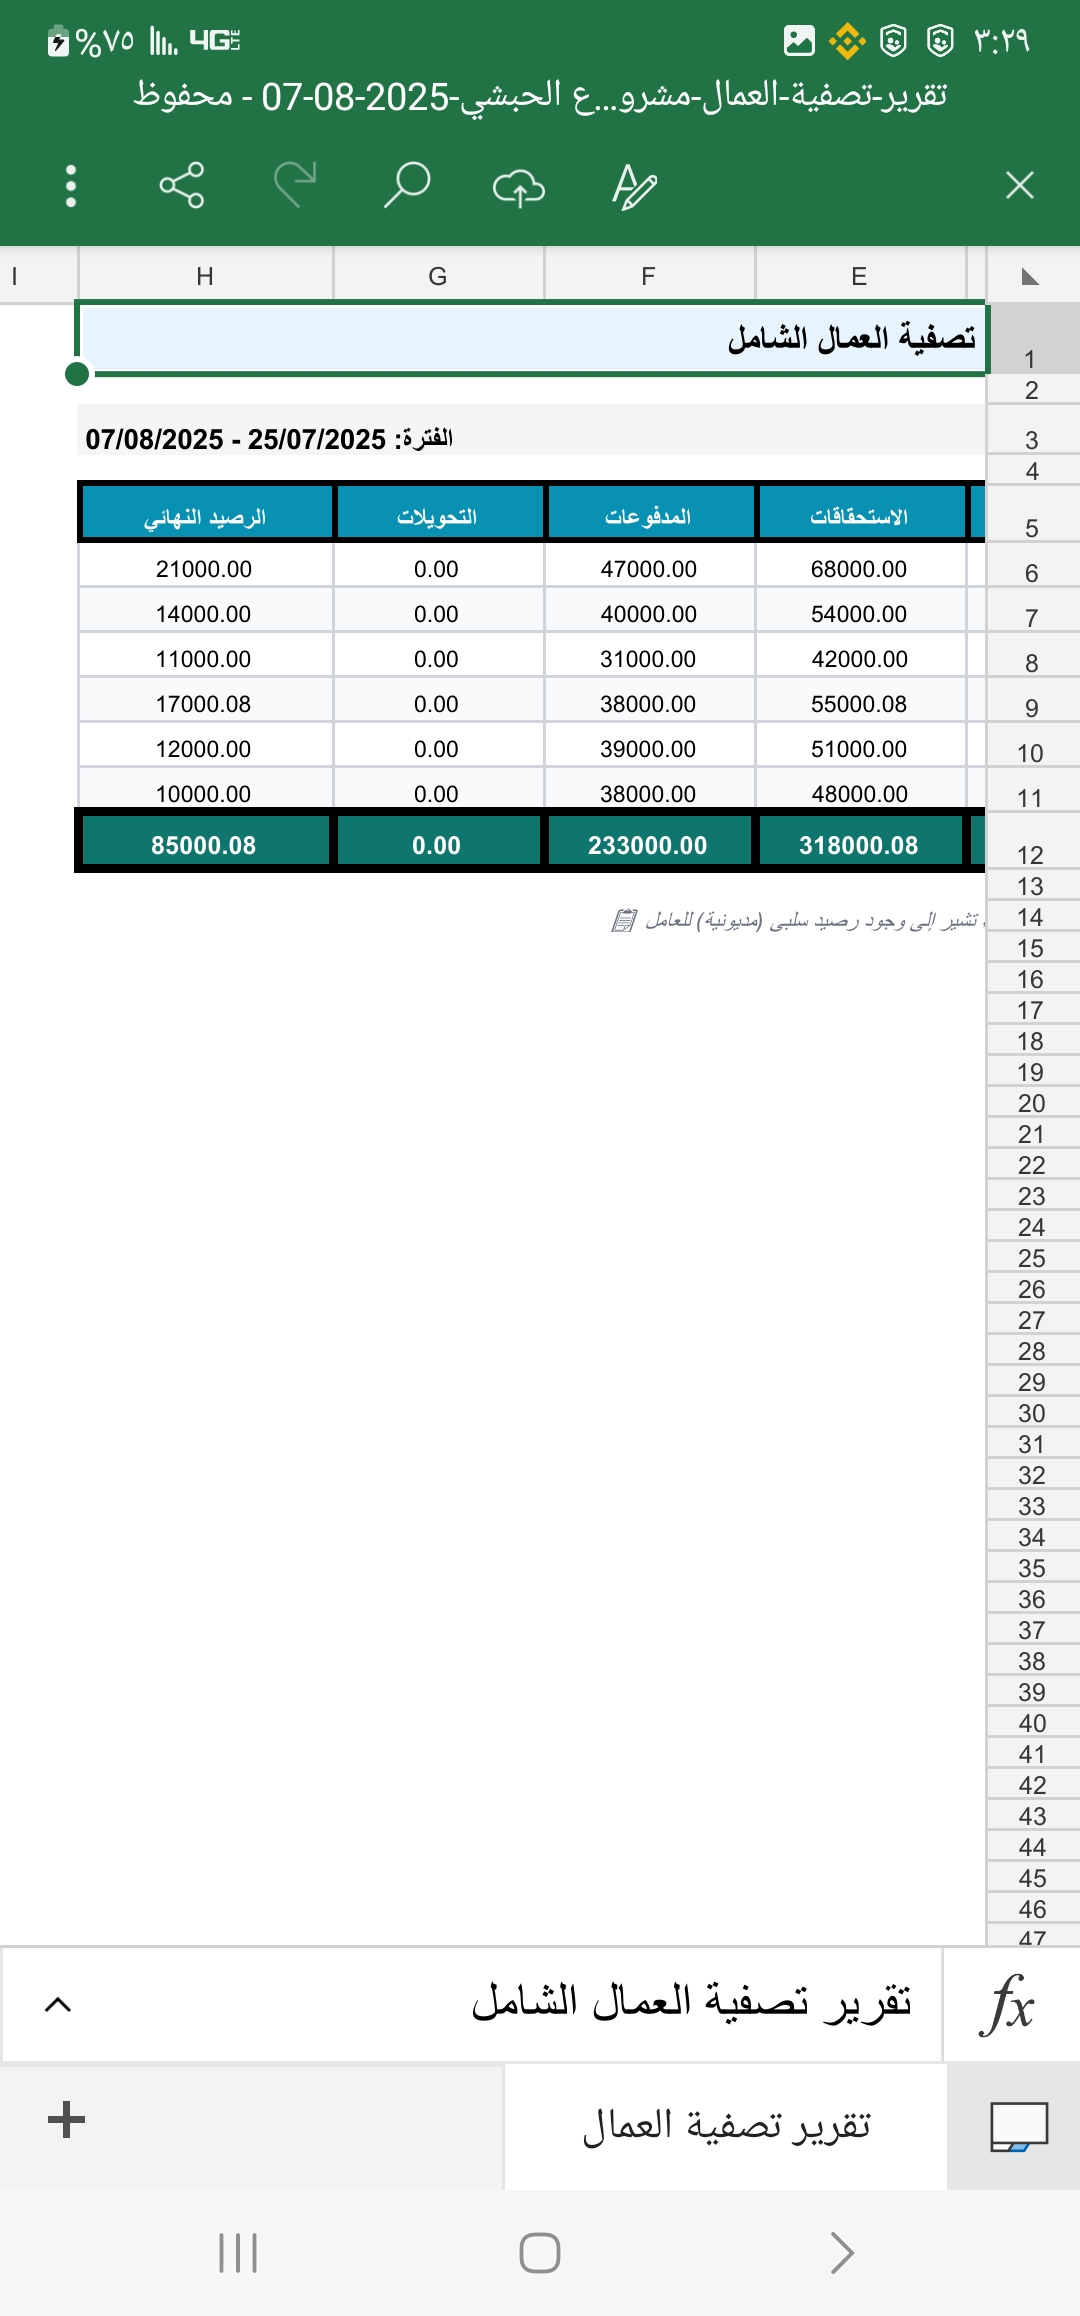 ٣:٢٩ 4G LTE %٧٥
تقرير-تصفية-العمال-مشرو...ع الحبشي-2025-08-07 - محفوظ
E F G H I
1 تصفية العمال الشامل
2
3 الفترة: 25/07/2025 - 07/08/2025
4
5 الاستحقاقات المدفوعات التحويلات الرصيد النهائي
6 68000.00 47000.00 0.00 21000.00
7 54000.00 40000.00 0.00 14000.00
8 42000.00 31000.00 0.00 11000.00
9 55000.08 38000.00 0.00 17000.08
10 51000.00 39000.00 0.00 12000.00
11 48000.00 38000.00 0.00 10000.00
12 318000.08 233000.00 0.00 85000.08
13
14 تشير إلى وجود رصيد سلبي (مديونية) للعامل
15
16
17
18
19
20
21
22
23
24
25
26
27
28
29
30
31
32
33
34
35
36
37
38
39
40
41
42
43
44
45
46
47
fx تقرير تصفية العمال الشامل
تقرير تصفية العمال